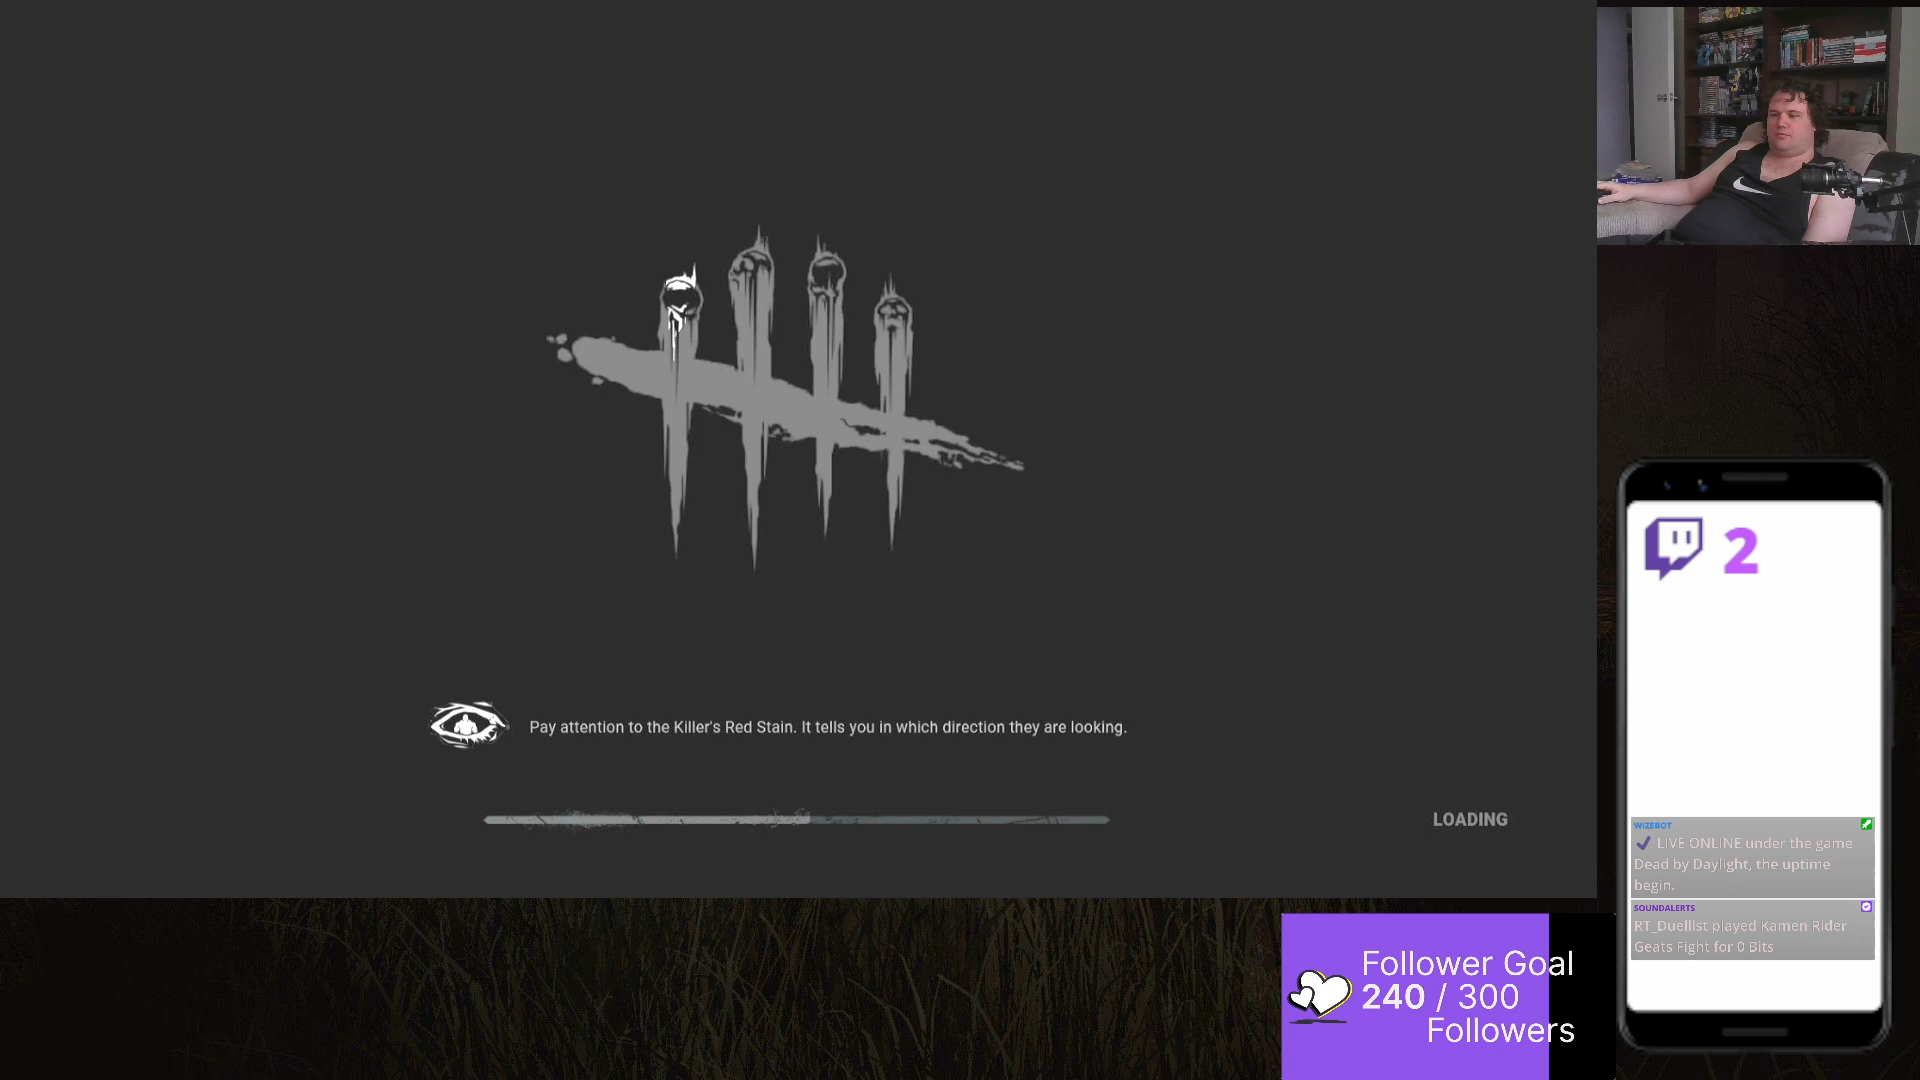 Pay attention to the Killer's Red Stain. It tells you in which direction they are looking.
LOADING
2
WIZEBOT
LIVE ONLINE under the game
Dead by Daylight, the uptime
begin.
SOUNDALERTS
RT_Duellist played Kamen Rider
Geats Fight for 0 Bits
Follower Goal
240 / 300
Followers